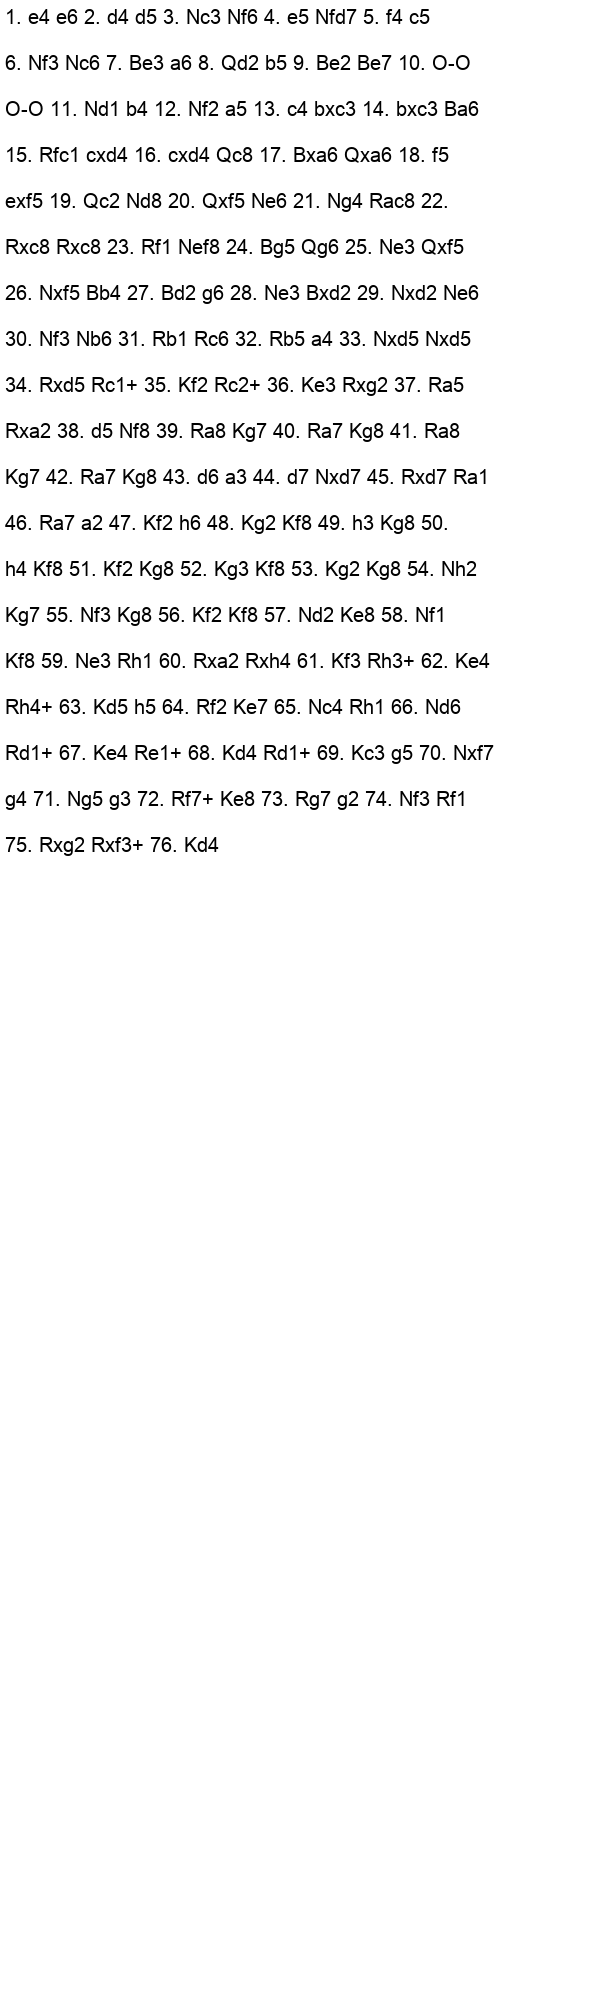 1. e4 e6 2. d4 d5 3. Nc3 Nf6 4. e5 Nfd7 5. f4 c5
6. Nf3 Nc6 7. Be3 a6 8. Qd2 b5 9. Be2 Be7 10. O-O
O-O 11. Nd1 b4 12. Nf2 a5 13. c4 bxc3 14. bxc3 Ba6
15. Rfc1 cxd4 16. cxd4 Qc8 17. Bxa6 Qxa6 18. f5
exf5 19. Qc2 Nd8 20. Qxf5 Ne6 21. Ng4 Rac8 22.
Rxc8 Rxc8 23. Rf1 Nef8 24. Bg5 Qg6 25. Ne3 Qxf5
26. Nxf5 Bb4 27. Bd2 g6 28. Ne3 Bxd2 29. Nxd2 Ne6
30. Nf3 Nb6 31. Rb1 Rc6 32. Rb5 a4 33. Nxd5 Nxd5
34. Rxd5 Rc1+ 35. Kf2 Rc2+ 36. Ke3 Rxg2 37. Ra5
Rxa2 38. d5 Nf8 39. Ra8 Kg7 40. Ra7 Kg8 41. Ra8
Kg7 42. Ra7 Kg8 43. d6 a3 44. d7 Nxd7 45. Rxd7 Ra1
46. Ra7 a2 47. Kf2 h6 48. Kg2 Kf8 49. h3 Kg8 50.
h4 Kf8 51. Kf2 Kg8 52. Kg3 Kf8 53. Kg2 Kg8 54. Nh2
Kg7 55. Nf3 Kg8 56. Kf2 Kf8 57. Nd2 Ke8 58. Nf1
Kf8 59. Ne3 Rh1 60. Rxa2 Rxh4 61. Kf3 Rh3+ 62. Ke4
Rh4+ 63. Kd5 h5 64. Rf2 Ke7 65. Nc4 Rh1 66. Nd6
Rd1+ 67. Ke4 Re1+ 68. Kd4 Rd1+ 69. Kc3 g5 70. Nxf7
g4 71. Ng5 g3 72. Rf7+ Ke8 73. Rg7 g2 74. Nf3 Rf1
75. Rxg2 Rxf3+ 76. Kd4